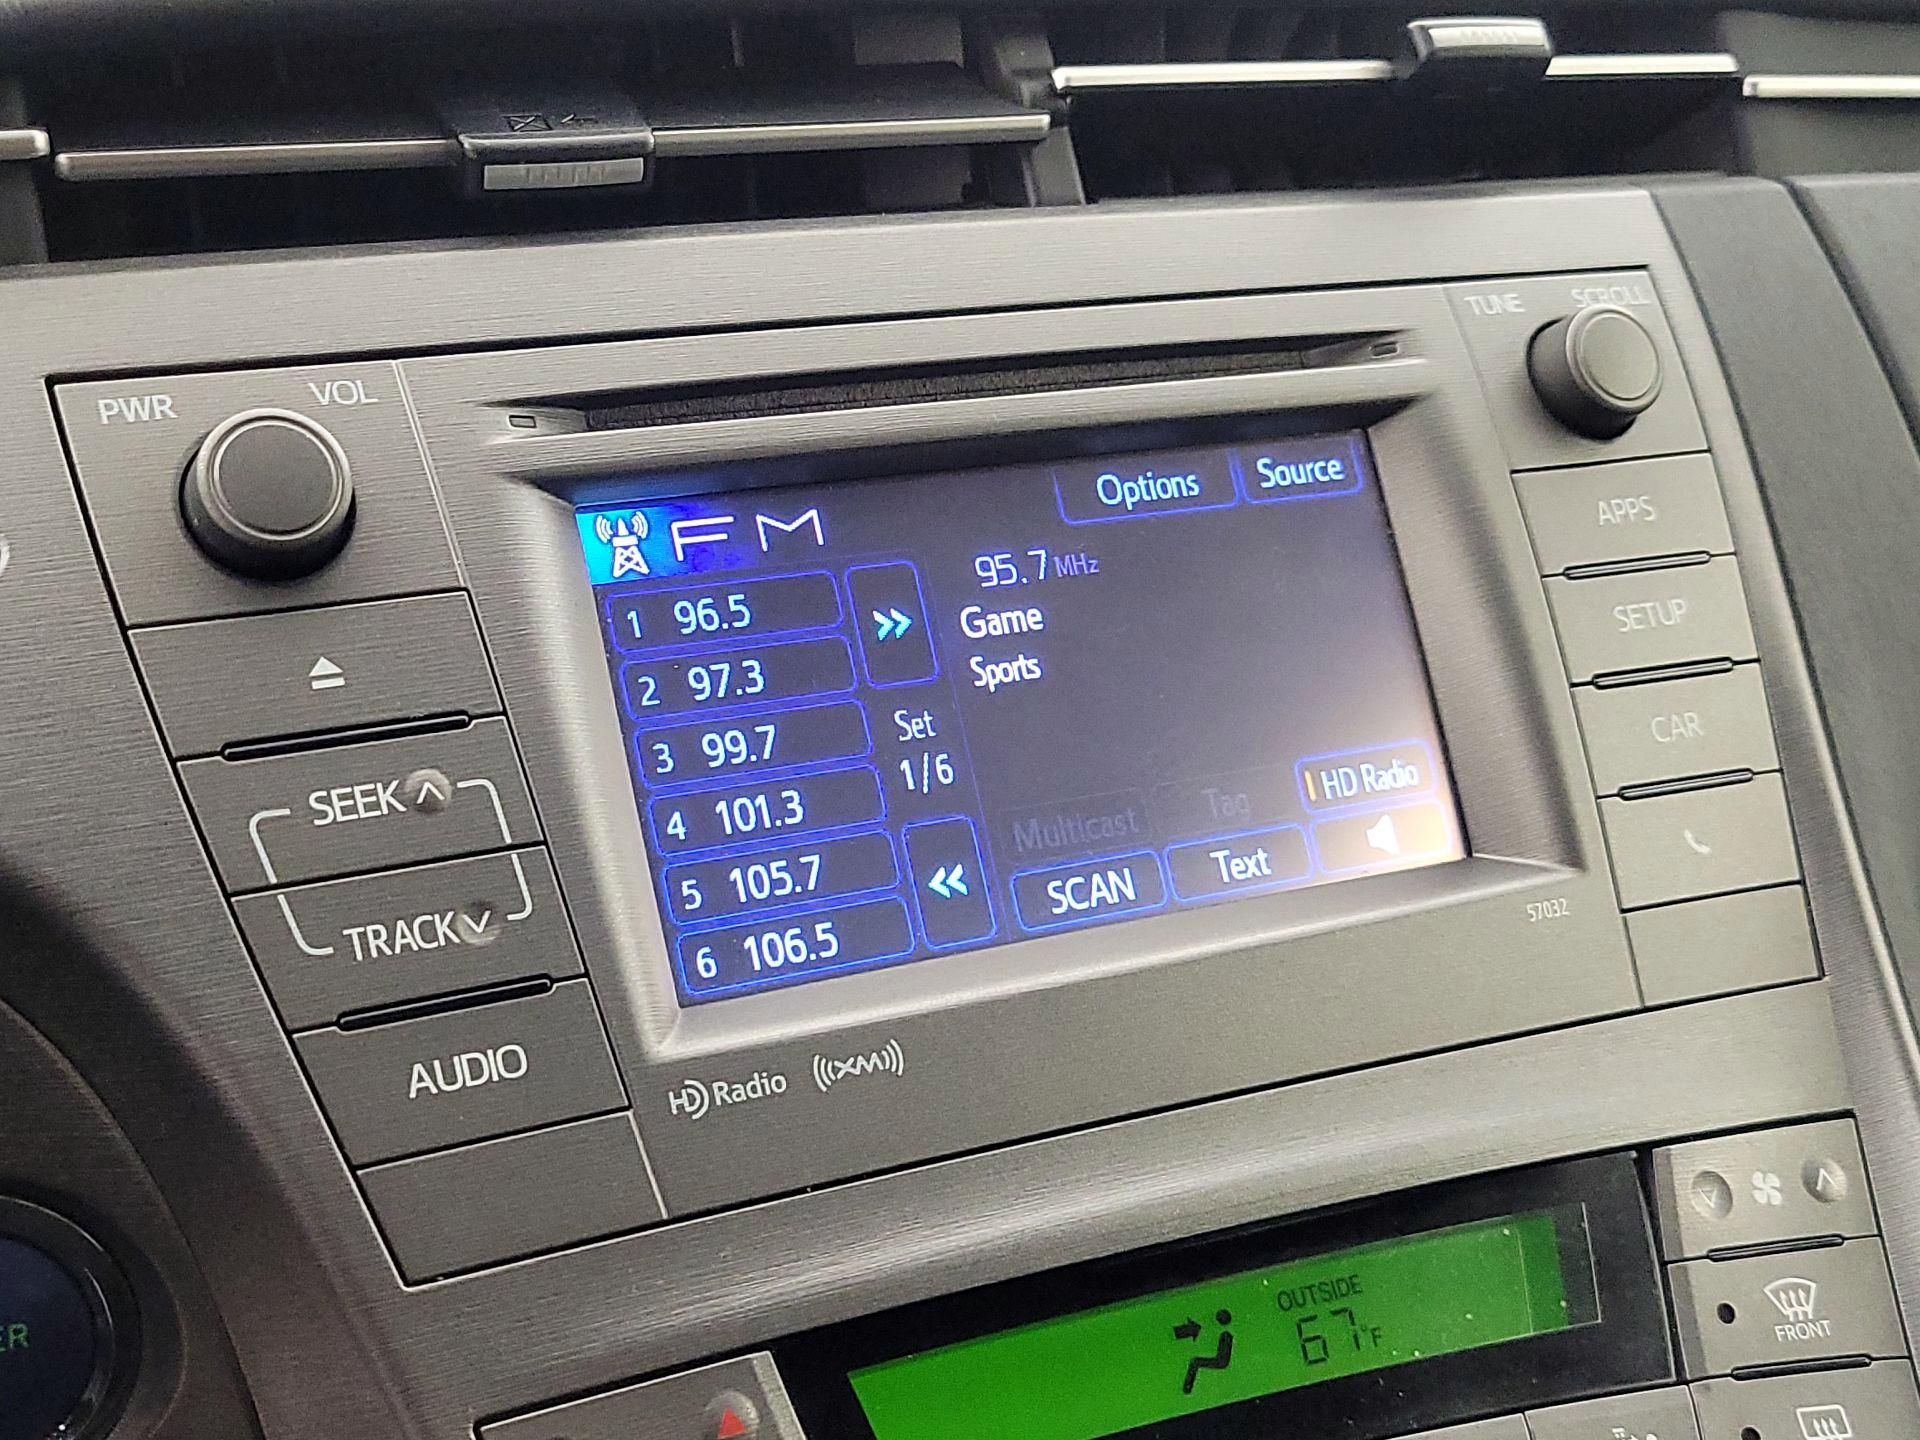 TUNE SCROLL
PWR VOL
Options Source
FM
95.7 MHz
Game
Sports
1 96.5
2 97.3
3 99.7
4 101.3
5 105.7
6 106.5
Set
1/6
HD Radio
Multicast Tag
SCAN Text
57032
APPS
SETUP
CAR
SEEK
TRACK
AUDIO
HD Radio XM
OUTSIDE
67°F
FRONT
ER